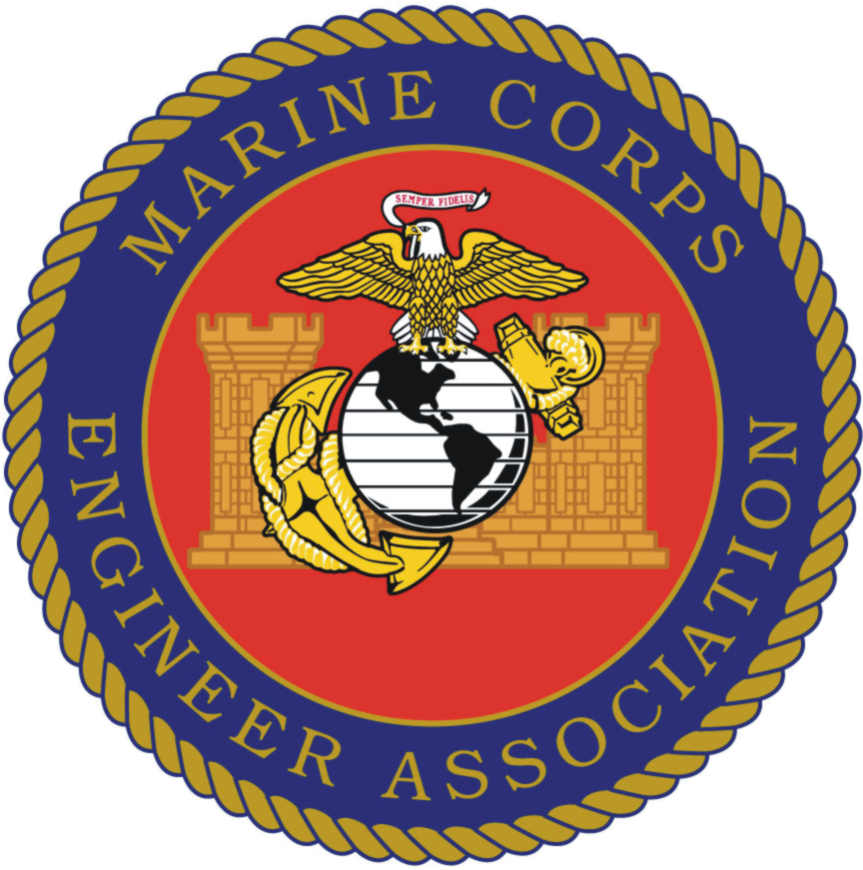 MARINE CORPS
SEMPER FIDELIS
ENGINEER ASSOCIATION